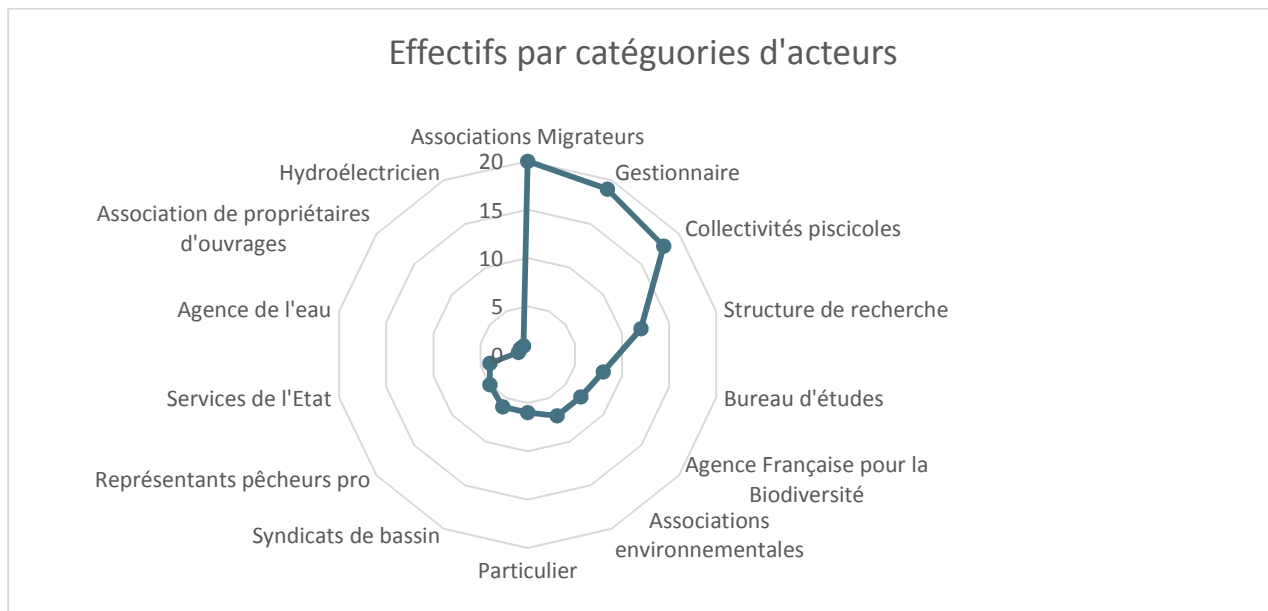 Effectifs par catéguories d'acteurs
Associations Migrateurs
Gestionnaire
Collectivités piscicoles
Structure de recherche
Bureau d'études
Agence Française pour la
Biodiversité
Associations
environnementales
Particulier
Syndicats de bassin
Représentants pêcheurs pro
Services de l'Etat
Agence de l'eau
Association de propriétaires
d'ouvrages
Hydroélectricien
20
15
10
5
0